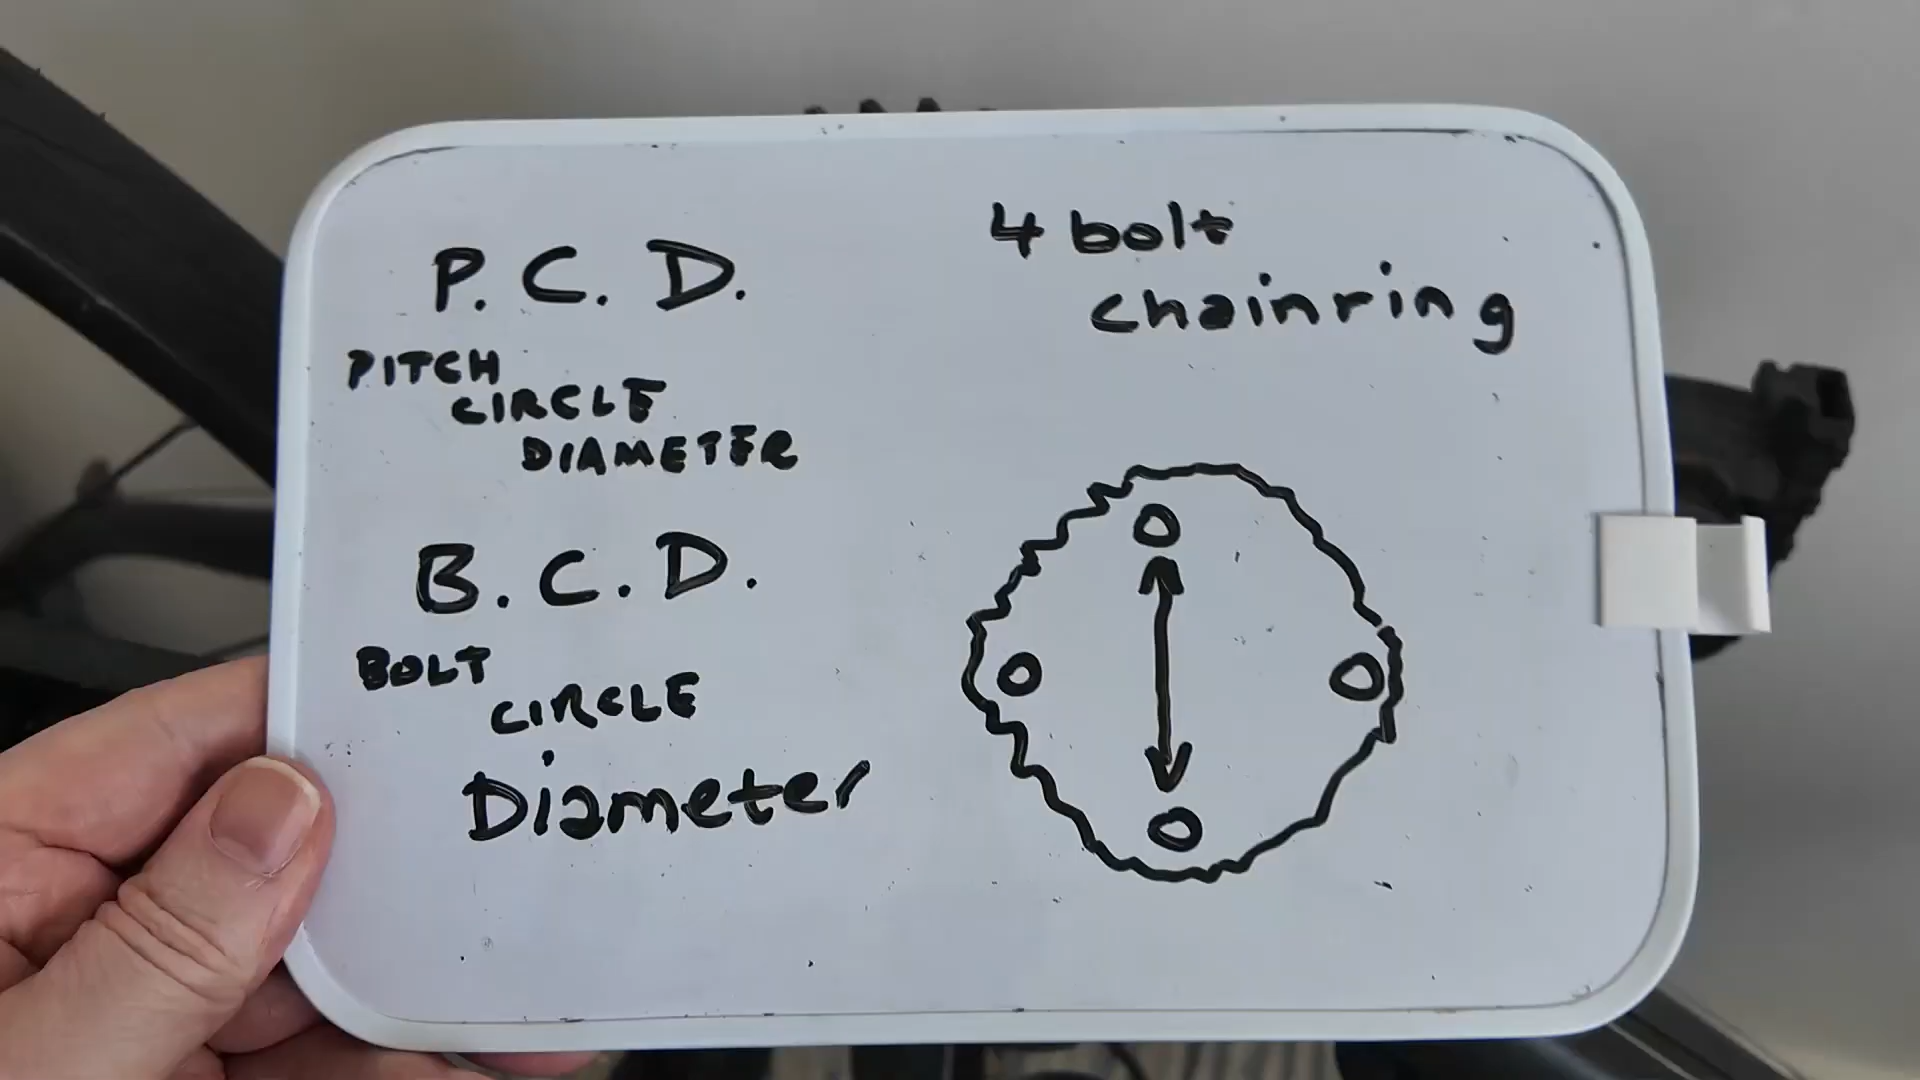 P.C.D.
PITCH
CIRCLE
DIAMETER
B.C.D.
BOLT
CIRCLE
Diameter
4 bolt
chainring